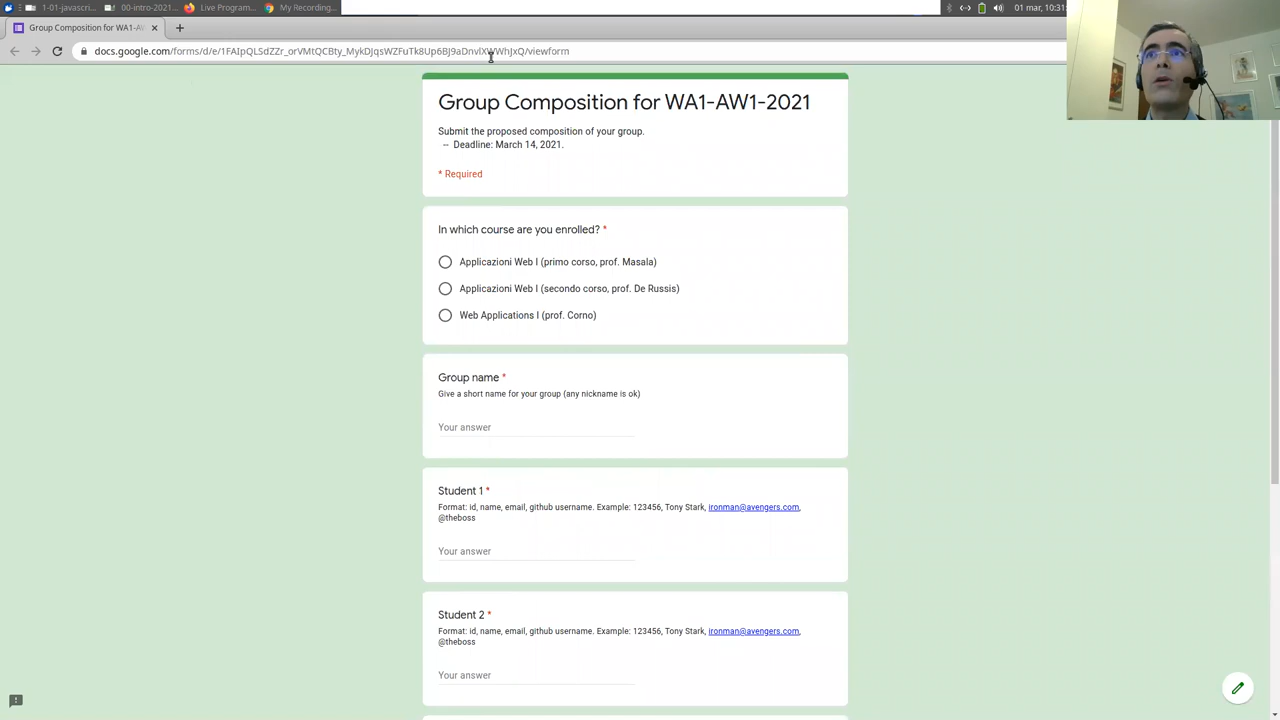 1-01-javascri...
00-intro-2021...
Live Programm...
My Recording...
01 mar, 10:31
Group Composition for WA1-AW
docs.google.com/forms/d/e/1FAIpQLSdZZr_orVMtQCBty_MykDJqsWZFuTk8Up6BJ9aDnvlXWWhJxQ/viewform
Group Composition for WA1-AW1-2021
Submit the proposed composition of your group.
-- Deadline: March 14, 2021.
* Required
In which course are you enrolled? *
Applicazioni Web I (primo corso, prof. Masala)
Applicazioni Web I (secondo corso, prof. De Russis)
Web Applications I (prof. Corno)
Group name *
Give a short name for your group (any nickname is ok)
Your answer
Student 1 *
Format: id, name, email, github username. Example: 123456, Tony Stark, ironman@avengers.com,
@theboss
Your answer
Student 2 *
Format: id, name, email, github username. Example: 123456, Tony Stark, ironman@avengers.com,
@theboss
Your answer